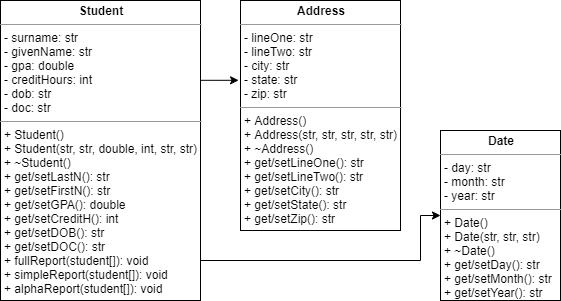 Student
- surname: str
- givenName: str
- gpa: double
- creditHours: int
- dob: str
- doc: str
+ Student()
+ Student(str, str, double, int, str, str)
+ ~Student()
+ get/setLastN(): str
+ get/setFirstN(): str
+ get/setGPA(): double
+ get/setCreditH(): int
+ get/setDOB(): str
+ get/setDOC(): str
+ fullReport(student[]): void
+ simpleReport(student[]): void
+ alphaReport(student[]): void
Address
- lineOne: str
- lineTwo: str
- city: str
- state: str
- zip: str
+ Address()
+ Address(str, str, str, str, str)
+ ~Address()
+ get/setLineOne(): str
+ get/setLineTwo(): str
+ get/setCity(): str
+ get/setState(): str
+ get/setZip(): str
Date
- day: str
- month: str
- year: str
+ Date()
+ Date(str, str, str)
+ ~Date()
+ get/setDay(): str
+ get/setMonth(): str
+ get/setYear(): str